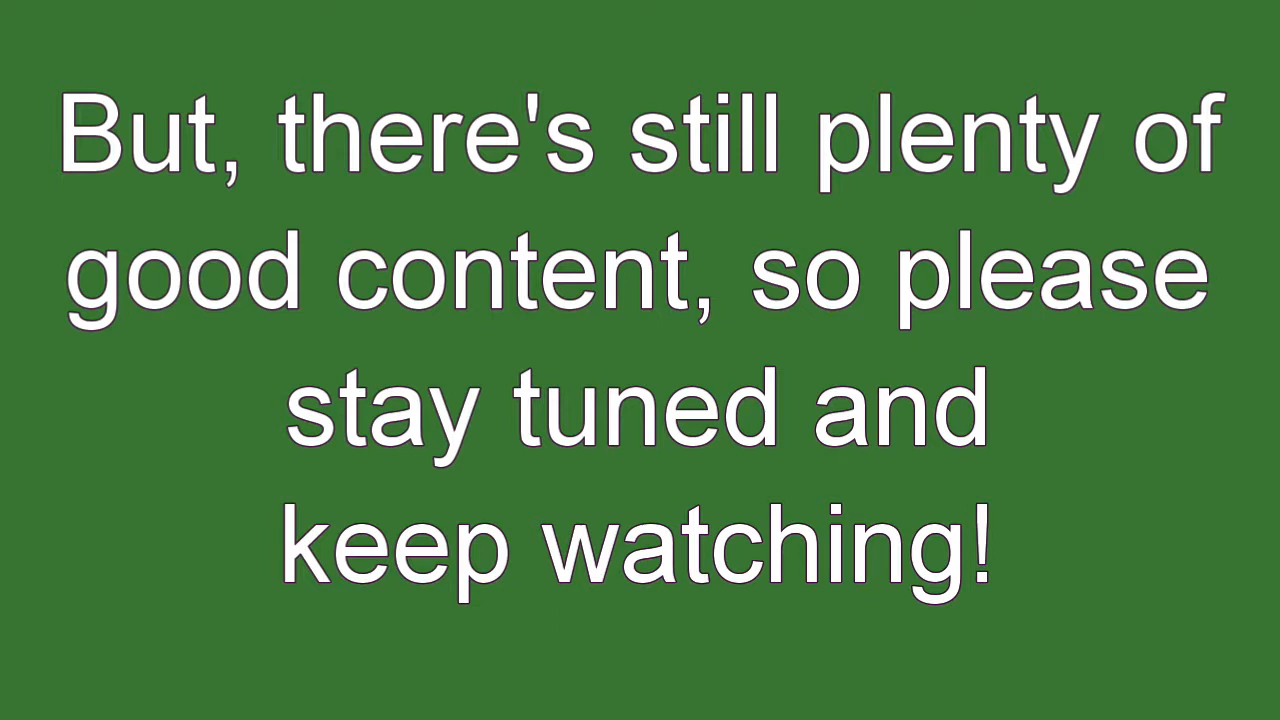 But, there's still plenty of
good content, so please
stay tuned and
keep watching!